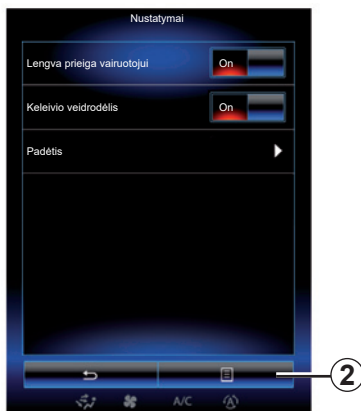 Nustatymai
Lengva prieiga vairuotojui On
Keleivio veidrodėlis On
Padėtis
2
A/C